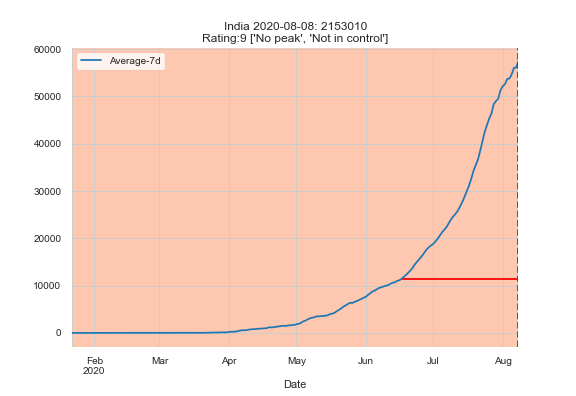 India 2020-08-08: 2153010
Rating:9 ['No peak', 'Not in control']
Average-7d
60000
50000
40000
30000
20000
10000
0
Feb Mar Apr May Jun Jul Aug
2020
Date